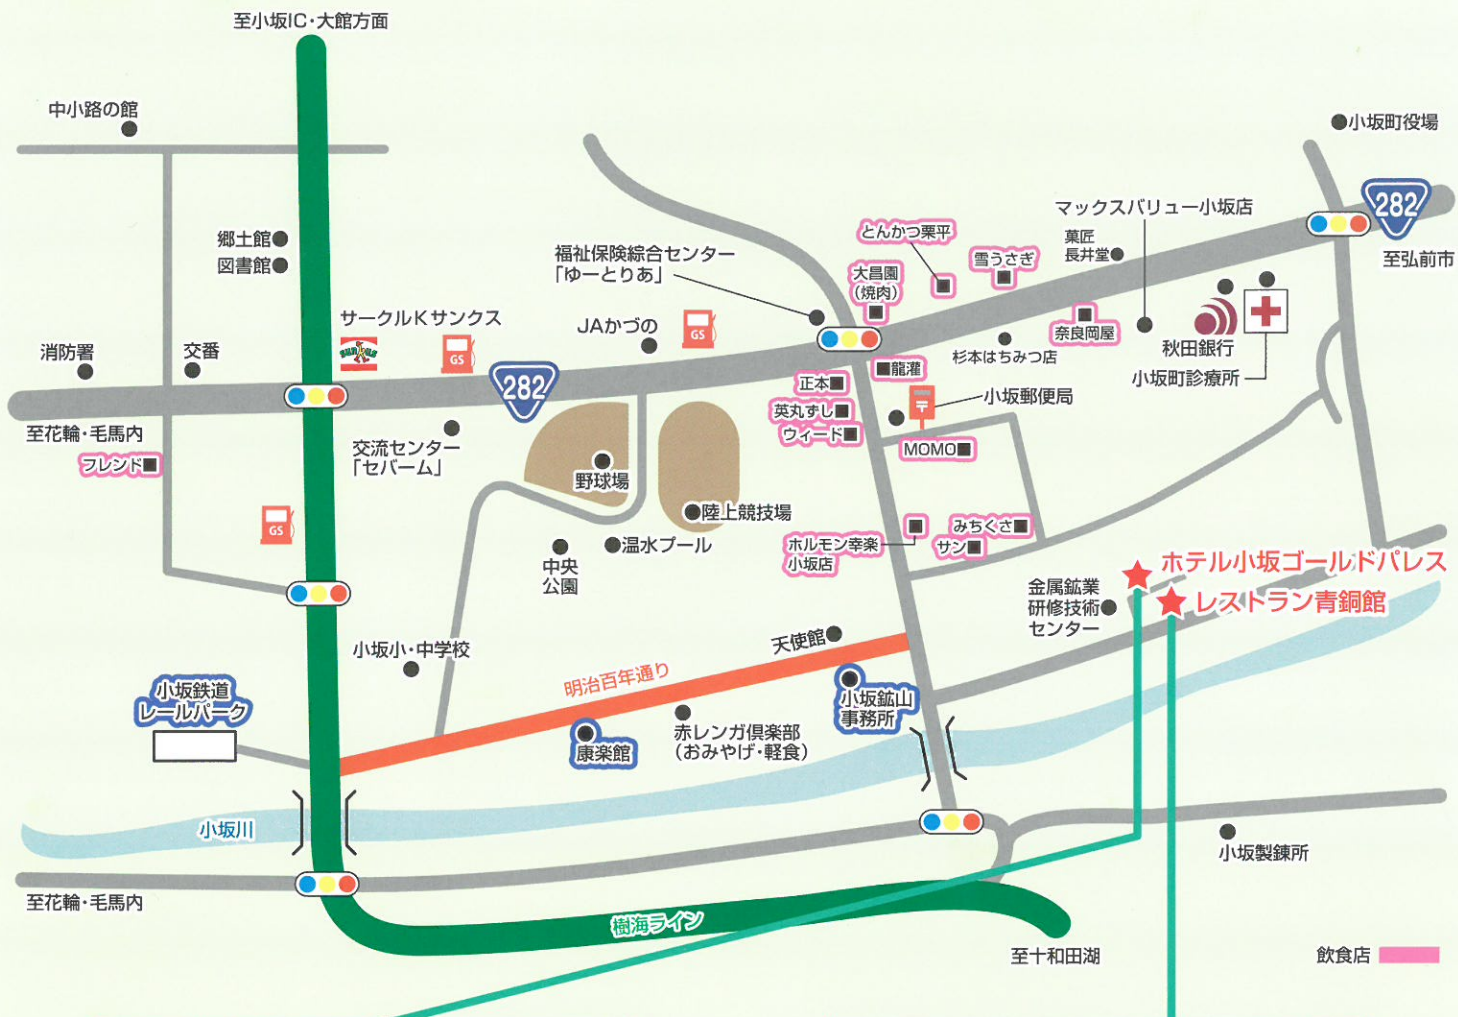 至小坂IC・大館方面
中小路の館
小坂町役場
282
至弘前市
マックスバリュー小坂店
とんかつ栗平
郷土館
図書館
福祉保険綜合センター
「ゆーとりあ」
大昌園
(焼肉)
雪うさぎ
菓匠
長井堂
サークルKサンクス
SUNKUS
GS
JAかづの
GS
奈良岡屋
杉本はちみつ店
秋田銀行
小坂町診療所
消防署
交番
282
正本
龍灌
英丸ずし
ウィード
小坂郵便局
〒
MOMO
至花輪・毛馬内
フレンド
交流センター
「セパーム」
野球場
陸上競技場
GS
温水プール
中央
公園
ホルモン幸楽
小坂店
みちくさ
サン
ホテル小坂ゴールドパレス
レストラン青銅館
金属鉱業
研修技術
センター
小坂小・中学校
天使館
明治百年通り
小坂鉄道
レールパーク
小坂鉱山
事務所
康楽館
赤レンガ倶楽部
(おみやげ・軽食)
小坂川
小坂製錬所
至花輪・毛馬内
樹海ライン
至十和田湖
飲食店